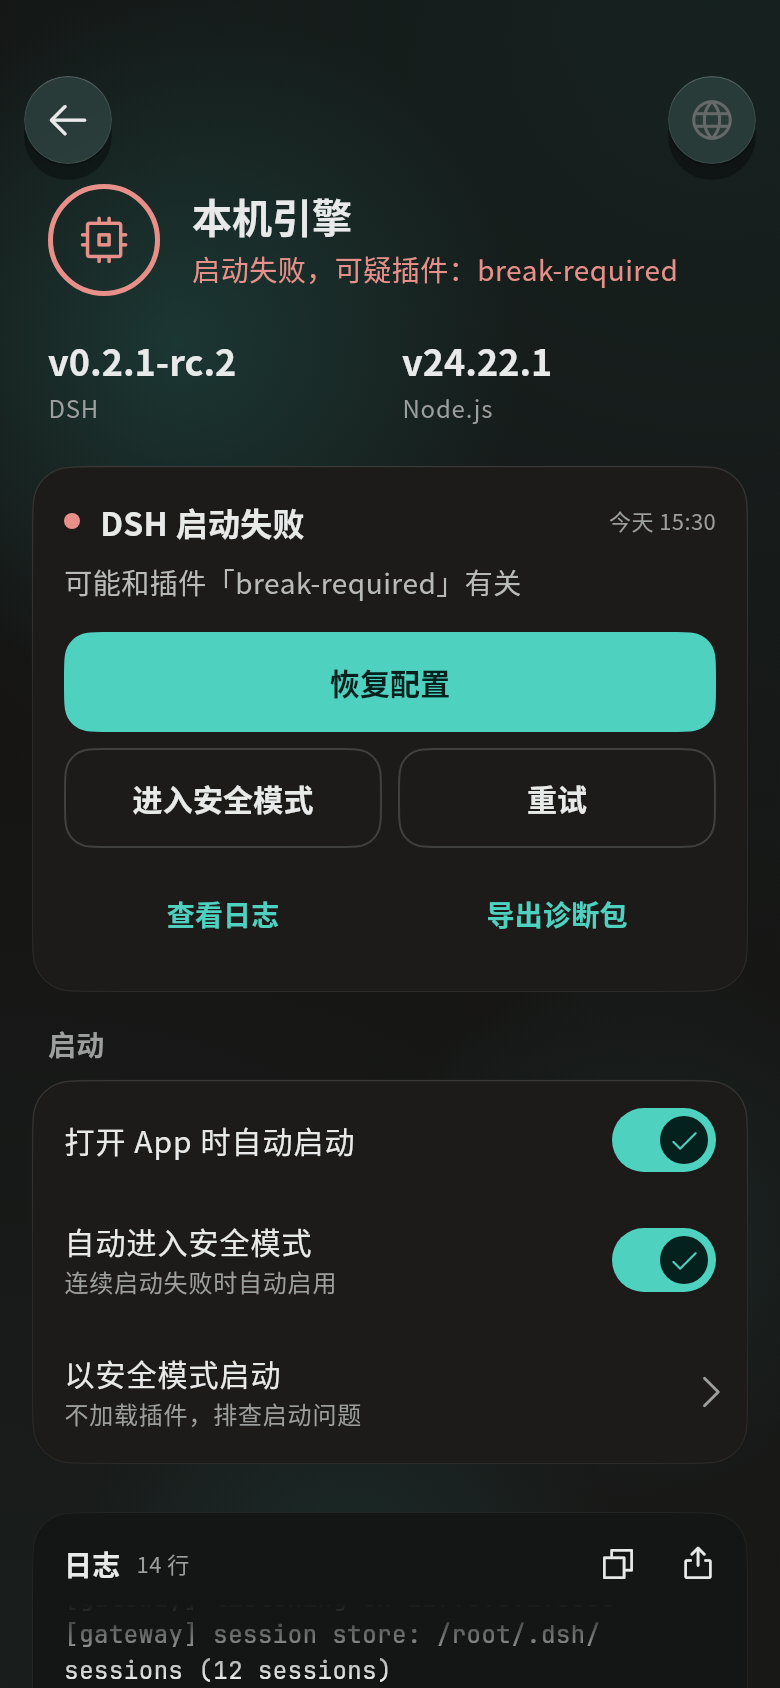 本机引擎
启动失败，可疑插件：break-required
v0.2.1-rc.2
v24.22.1
DSH
Node.js
DSH 启动失败
今天 15:30
可能和插件「break-required」有关
恢复配置
进入安全模式
重试
查看日志
导出诊断包
启动
打开 App 时自动启动
自动进入安全模式
连续启动失败时自动启用
以安全模式启动
不加载插件，排查启动问题
日志
14 行
[gateway] session store: /root/.dsh/
sessions (12 sessions)